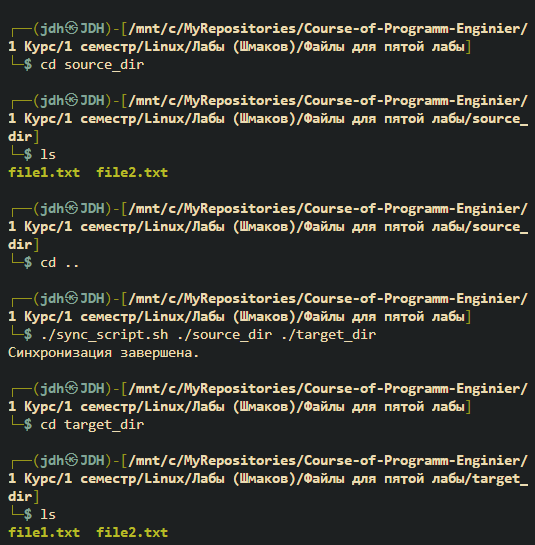 ┌──(jdh㉿JDH)-[/mnt/c/MyRepositories/Course-of-Programm-Enginier/
1 Курс/1 семестр/Linux/Лабы (Шмаков)/Файлы для пятой лабы]
└─$ cd source_dir
┌──(jdh㉿JDH)-[/mnt/c/MyRepositories/Course-of-Programm-Enginier/
1 Курс/1 семестр/Linux/Лабы (Шмаков)/Файлы для пятой лабы/source_
dir]
└─$ ls
file1.txt  file2.txt
┌──(jdh㉿JDH)-[/mnt/c/MyRepositories/Course-of-Programm-Enginier/
1 Курс/1 семестр/Linux/Лабы (Шмаков)/Файлы для пятой лабы/source_
dir]
└─$ cd ..
┌──(jdh㉿JDH)-[/mnt/c/MyRepositories/Course-of-Programm-Enginier/
1 Курс/1 семестр/Linux/Лабы (Шмаков)/Файлы для пятой лабы]
└─$ ./sync_script.sh ./source_dir ./target_dir
Синхронизация завершена.
┌──(jdh㉿JDH)-[/mnt/c/MyRepositories/Course-of-Programm-Enginier/
1 Курс/1 семестр/Linux/Лабы (Шмаков)/Файлы для пятой лабы]
└─$ cd target_dir
┌──(jdh㉿JDH)-[/mnt/c/MyRepositories/Course-of-Programm-Enginier/
1 Курс/1 семестр/Linux/Лабы (Шмаков)/Файлы для пятой лабы/target_
dir]
└─$ ls
file1.txt  file2.txt